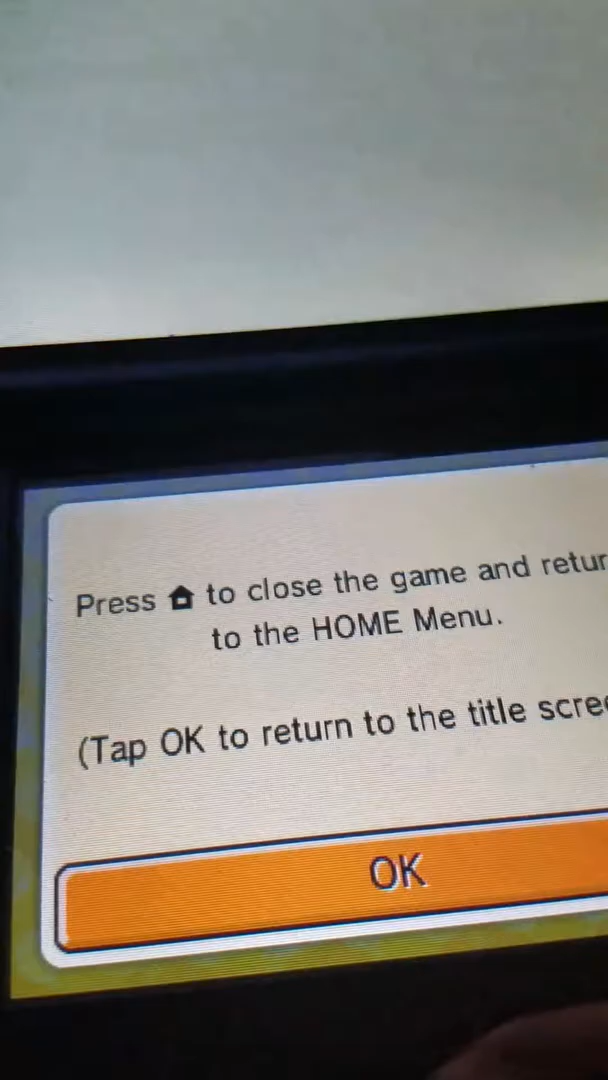 Press to close the game and retur
to the HOME Menu.
(Tap OK to return to the title scree
OK